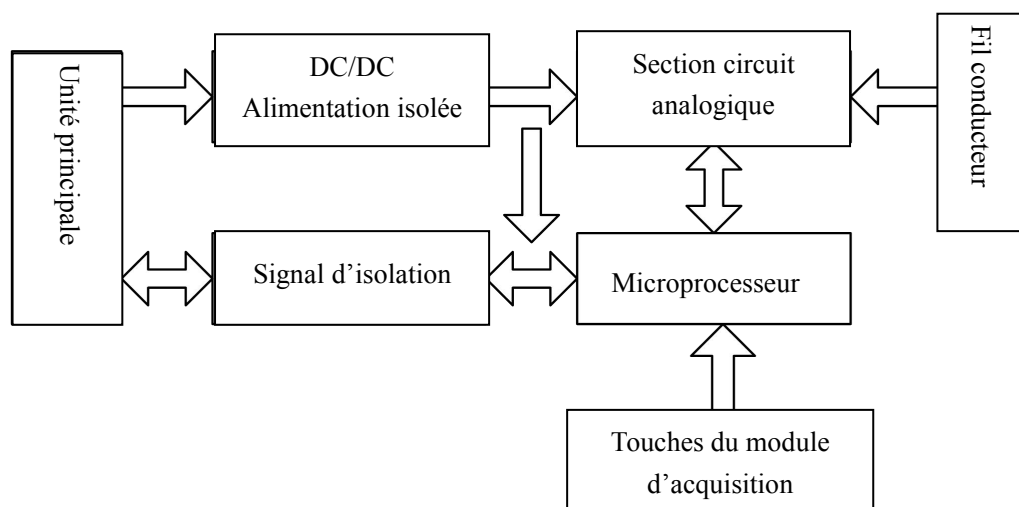 Unité principale
DC/DC
Alimentation isolée
Section circuit
analogique
Fil conducteur
Signal d’isolation
Microprocesseur
Touches du module
d’acquisition